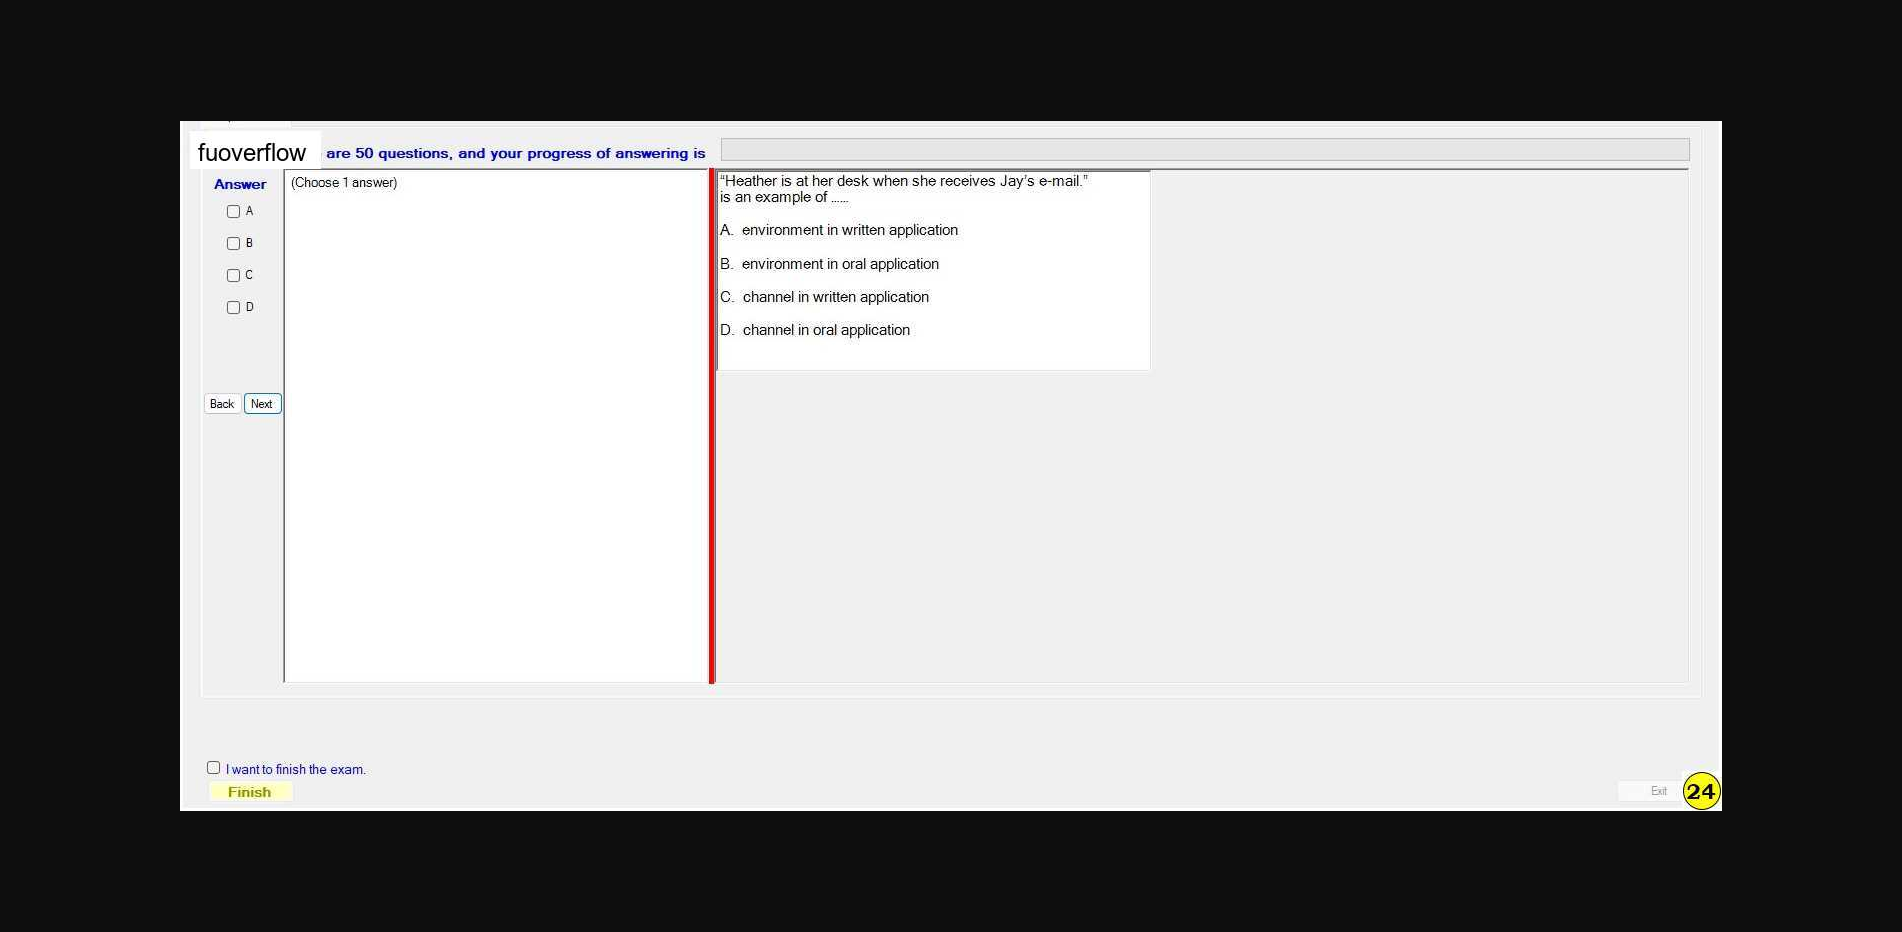 fuoverflow are 50 questions, and your progress of answering is
Answer
(Choose 1 answer)
A
B
C
D
Back Next
“Heather is at her desk when she receives Jay’s e-mail.”
is an example of ......
A. environment in written application
B. environment in oral application
C. channel in written application
D. channel in oral application
I want to finish the exam.
Finish
Exit
24